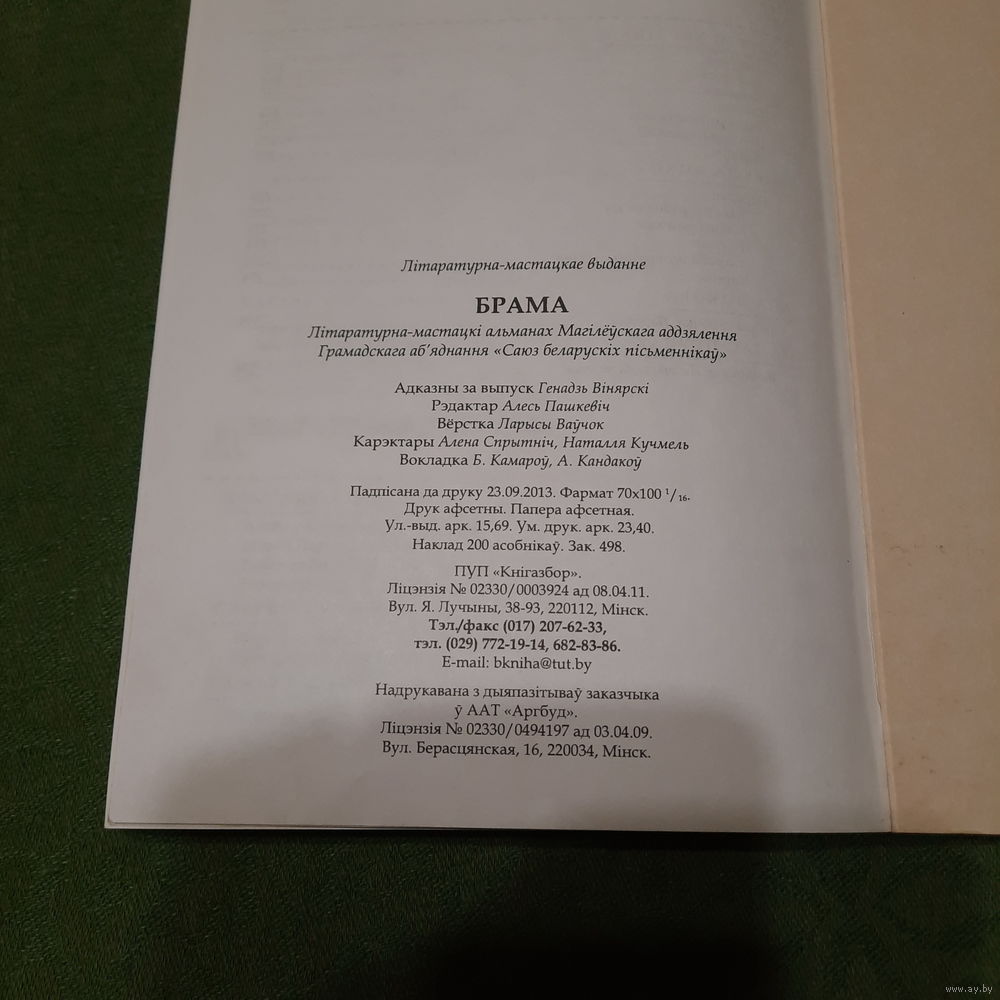 Літаратурна-мастацкае выданне
БРАМА
Літаратурна-мастацкі альманах Магілёўскага аддзялення
Грамадскага аб’яднання «Саюз беларускіх пісьменнікаў»
Адказны за выпуск Генадзь Вінярскі
Рэдактар Алесь Пашкевіч
Вёрстка Ларысы Ваўчок
Карэктары Алена Спрытніч, Наталля Кучмель
Вокладка Б. Камароў, А. Кандакоў
Падпісана да друку 23.09.2013. Фармат 70х100 1/16.
Друк афсетны. Папера афсетная.
Ул.-выд. арк. 15,69. Ум. друк. арк. 23,40.
Наклад 200 асобнікаў. Зак. 498.
ПУП «Кнігазбор».
Ліцэнзія № 02330/0003924 ад 08.04.11.
Вул. Я. Лучыны, 38-93, 220112, Мінск.
Тэл./факс (017) 207-62-33,
тэл. (029) 772-19-14, 682-83-86.
E-mail: bkniha@tut.by
Надрукавана з дыяпазітываў заказчыка
ў ААТ «Аргбуд».
Ліцэнзія № 02330/0494197 ад 03.04.09.
Вул. Берасцянская, 16, 220034, Мінск.
www.ay.by